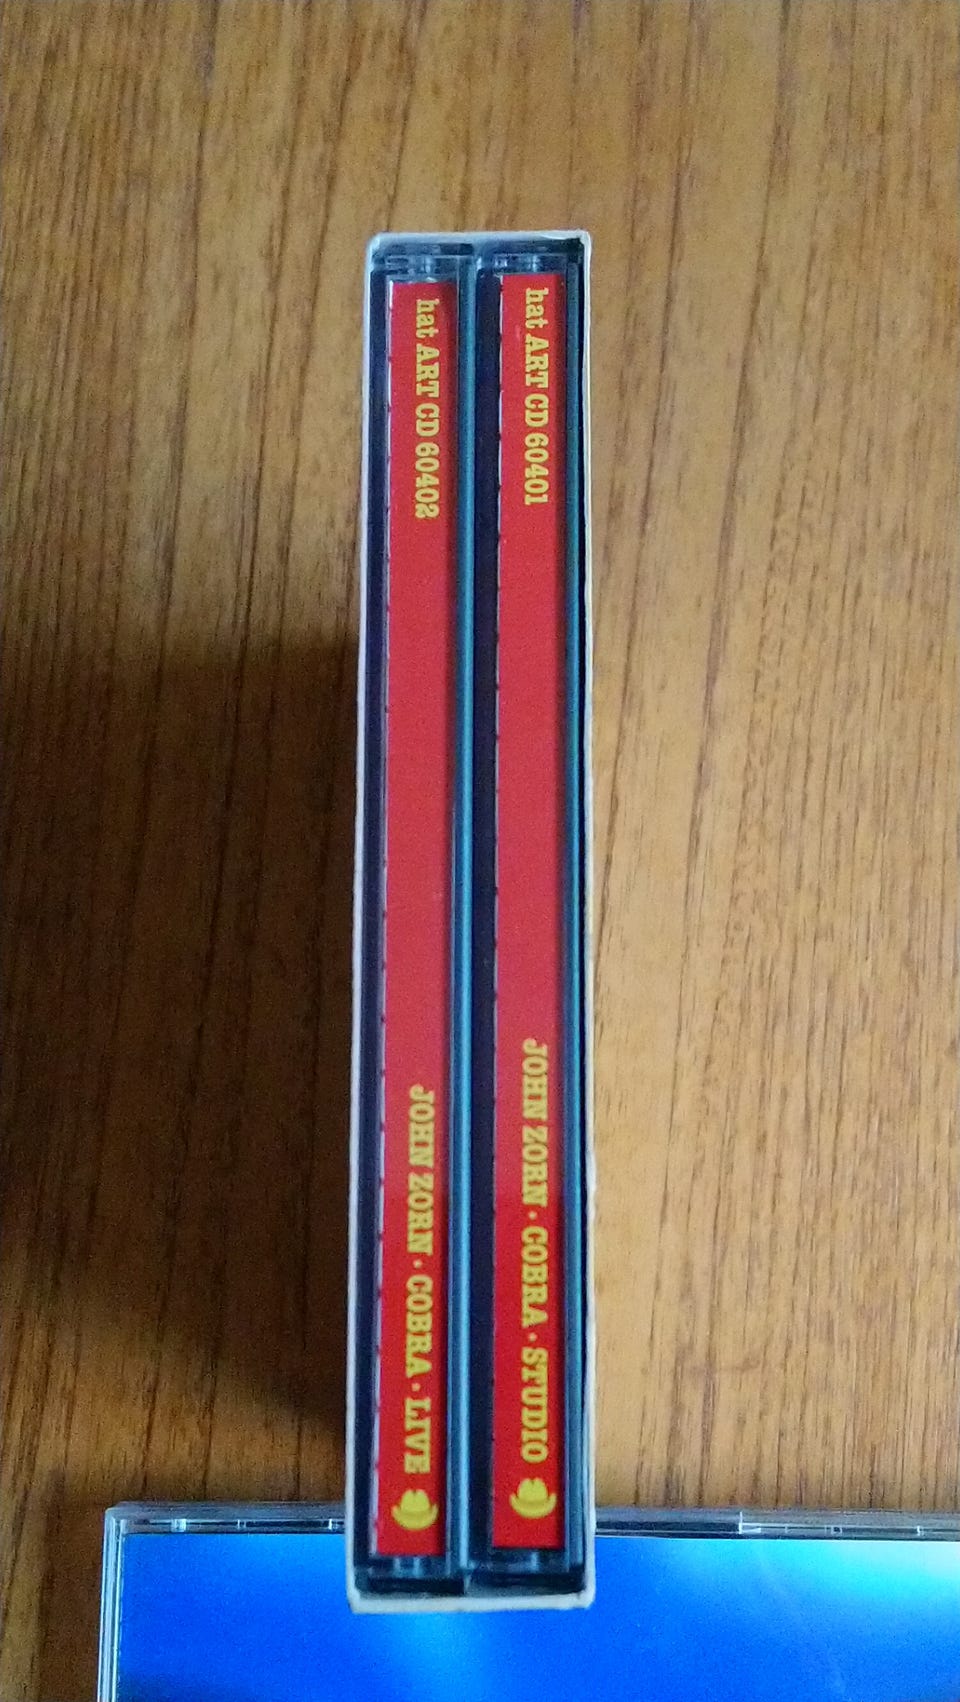 hat ART CD 60402
JOHN ZORN · COBRA · LIVE
hat ART CD 60401
JOHN ZORN · COBRA · STUDIO